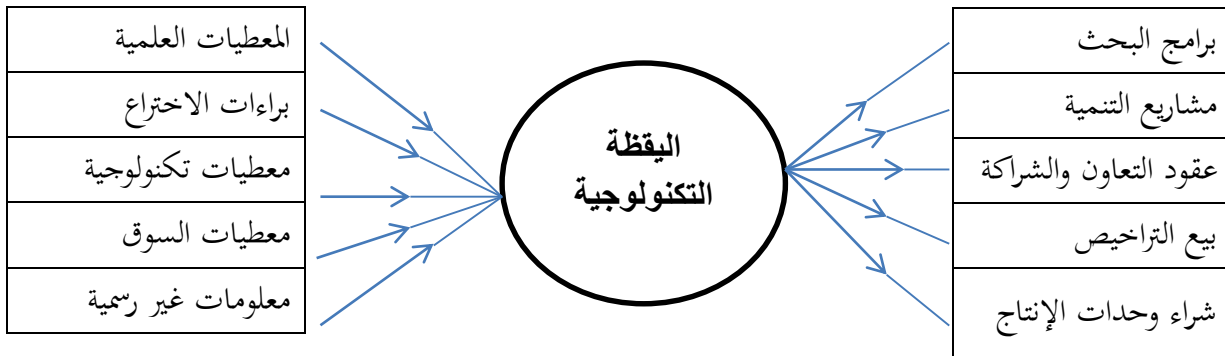 المعطيات العلمية
براءات الاختراع
معطيات تكنولوجية
معطيات السوق
معلومات غير رسمية
اليقظة
التكنولوجية
برامج البحث
مشاريع التنمية
عقود التعاون والشراكة
بيع التراخيص
شراء وحدات الإنتاج